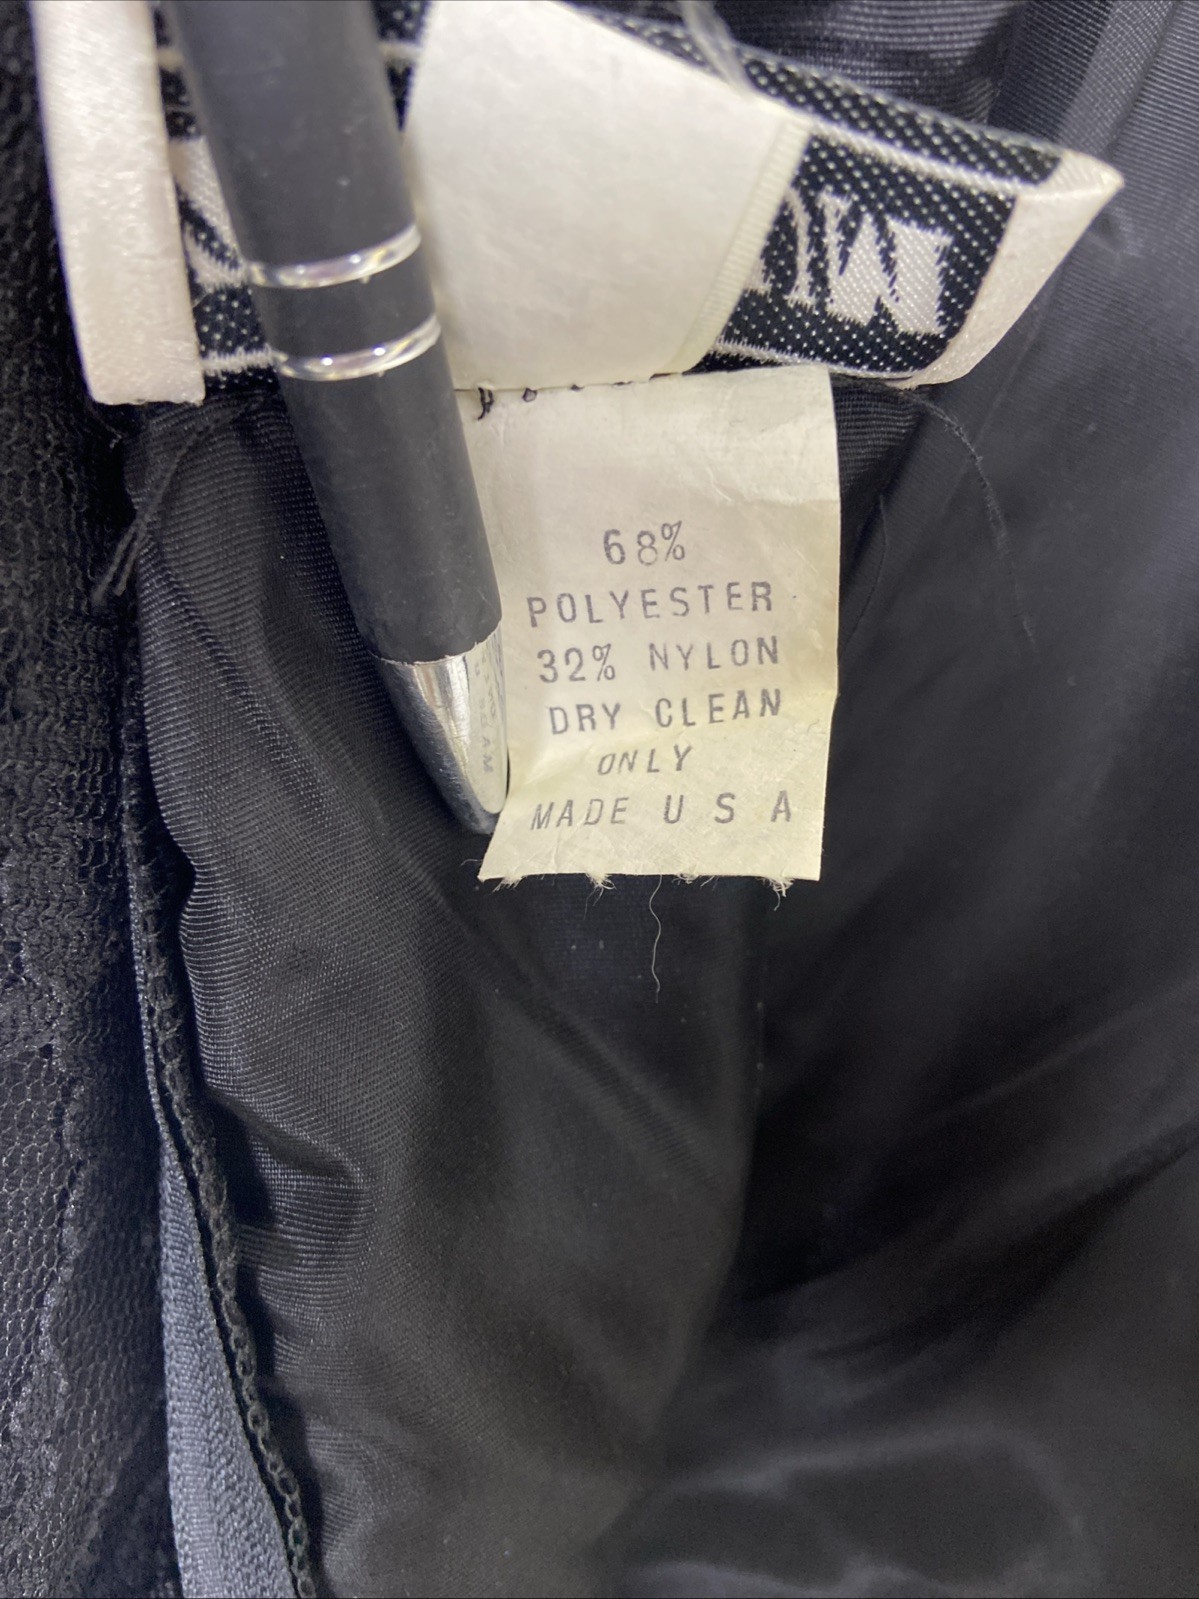 68%
POLYESTER
32% NYLON
DRY CLEAN
ONLY
MADE U S A